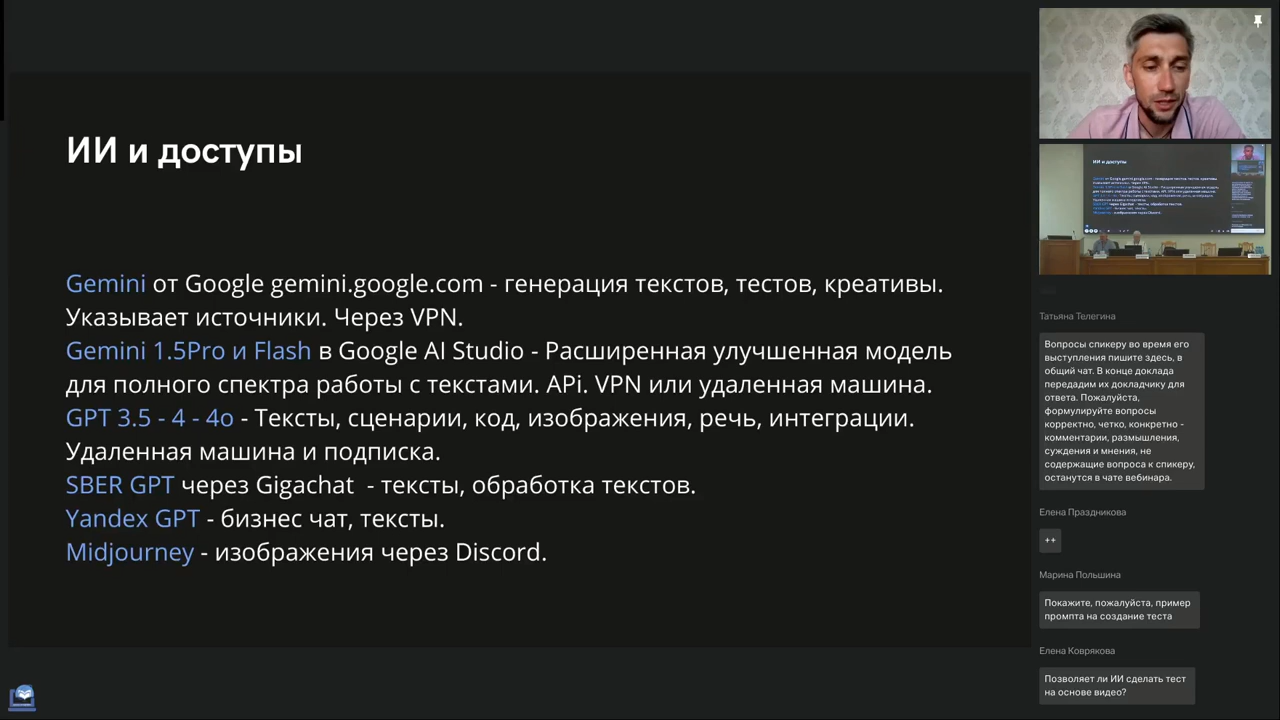 ИИ и доступы
Gemini от Google gemini.google.com - генерация текстов, тестов, креативы.
Указывает источники. Через VPN.
Gemini 1.5Pro и Flash в Google AI Studio - Расширенная улучшенная модель
для полного спектра работы с текстами. APi. VPN или удаленная машина.
GPT 3.5 - 4 - 4o - Тексты, сценарии, код, изображения, речь, интеграции.
Удаленная машина и подписка.
SBER GPT через Gigachat - тексты, обработка текстов.
Yandex GPT - бизнес чат, тексты.
Midjourney - изображения через Discord.
ИИ и доступы
Татьяна Телегина
Вопросы спикеру во время его
выступления пишите здесь, в
общий чат. В конце доклада
передадим их докладчику для
ответа. Пожалуйста,
формулируйте вопросы
корректно, четко, конкретно -
комментарии, размышления,
суждения и мнения, не
содержащие вопроса к спикеру,
останутся в чате вебинара.
Елена Праздникова
++
Марина Польшина
Покажите, пожалуйста, пример
промпта на создание теста
Елена Коврякова
Позволяет ли ИИ сделать тест
на основе видео?